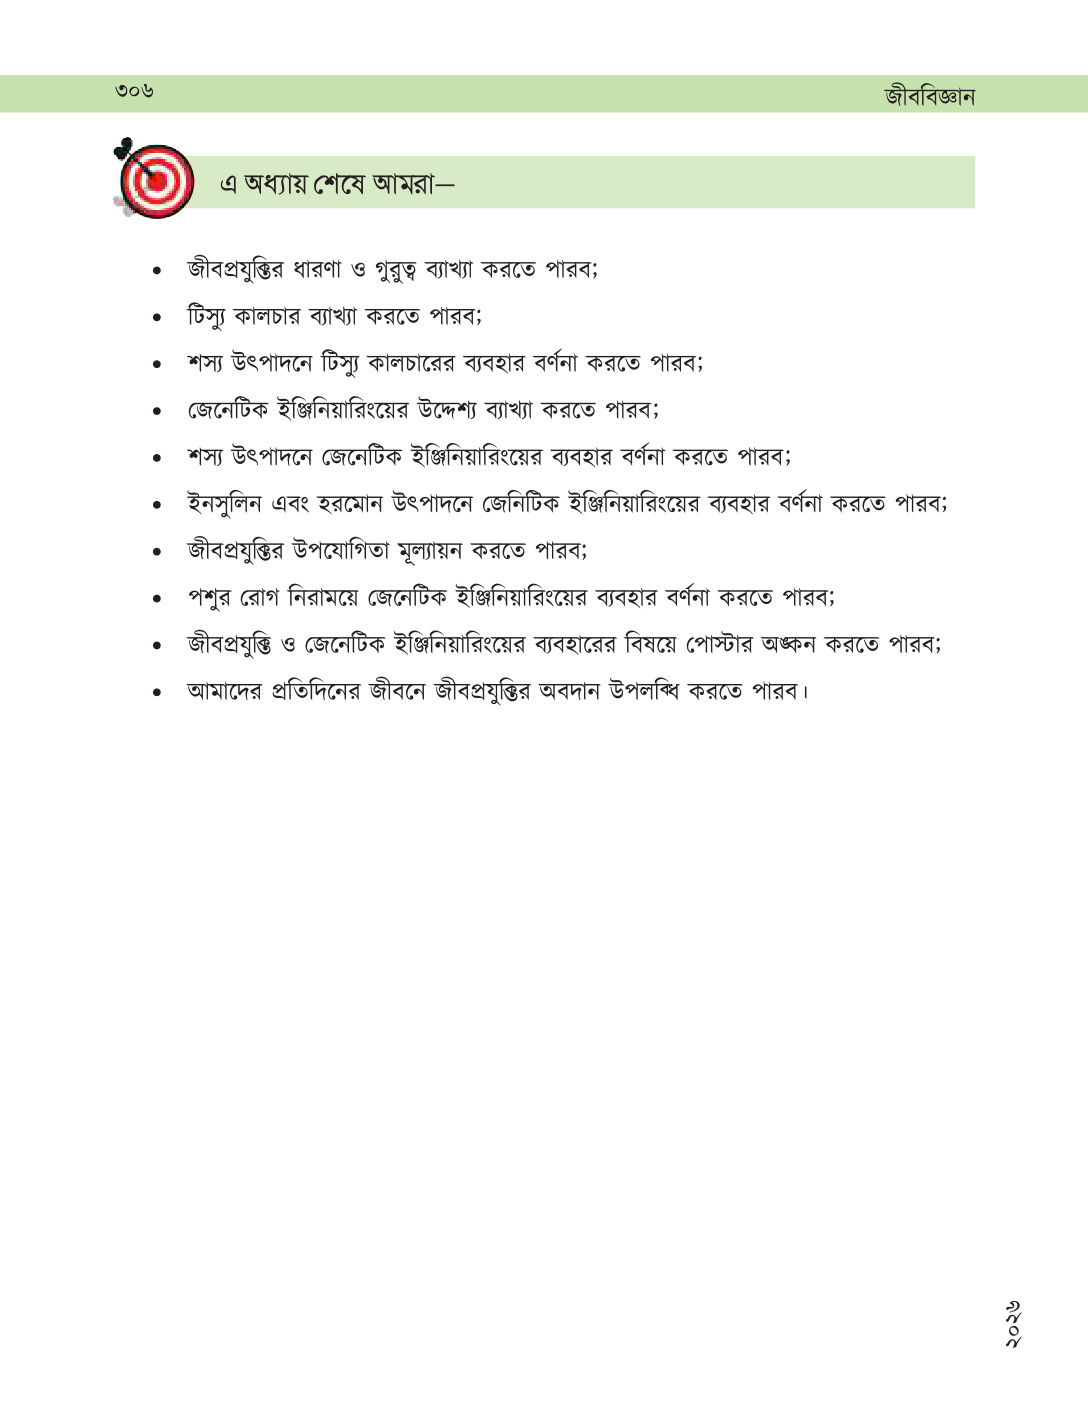 ৩০৬
জীববিজ্ঞান
এ অধ্যায় শেষে আমরা—
• জীবপ্রযুক্তির ধারণা ও গুরুত্ব ব্যাখ্যা করতে পারব;
• টিস্যু কালচার ব্যাখ্যা করতে পারব;
• শস্য উৎপাদনে টিস্যু কালচারের ব্যবহার বর্ণনা করতে পারব;
• জেনেটিক ইঞ্জিনিয়ারিংয়ের উদ্দেশ্য ব্যাখ্যা করতে পারব;
• শস্য উৎপাদনে জেনেটিক ইঞ্জিনিয়ারিংয়ের ব্যবহার বর্ণনা করতে পারব;
• ইনসুলিন এবং হরমোন উৎপাদনে জেনিটিক ইঞ্জিনিয়ারিংয়ের ব্যবহার বর্ণনা করতে পারব;
• জীবপ্রযুক্তির উপযোগিতা মূল্যায়ন করতে পারব;
• পশুর রোগ নিরাময়ে জেনেটিক ইঞ্জিনিয়ারিংয়ের ব্যবহার বর্ণনা করতে পারব;
• জীবপ্রযুক্তি ও জেনেটিক ইঞ্জিনিয়ারিংয়ের ব্যবহারের বিষয়ে পোস্টার অঙ্কন করতে পারব;
• আমাদের প্রতিদিনের জীবনে জীবপ্রযুক্তির অবদান উপলব্ধি করতে পারব।
২০২৬